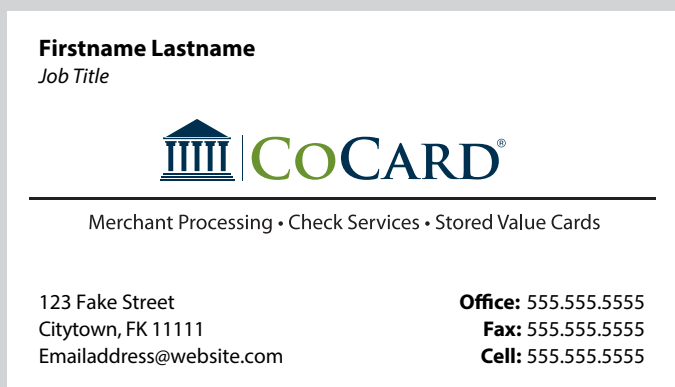 Firstname Lastname
Job Title
COCARD®
Merchant Processing • Check Services • Stored Value Cards
123 Fake Street
Citytown, FK 11111
Emailaddress@website.com
Office: 555.555.5555
Fax: 555.555.5555
Cell: 555.555.5555